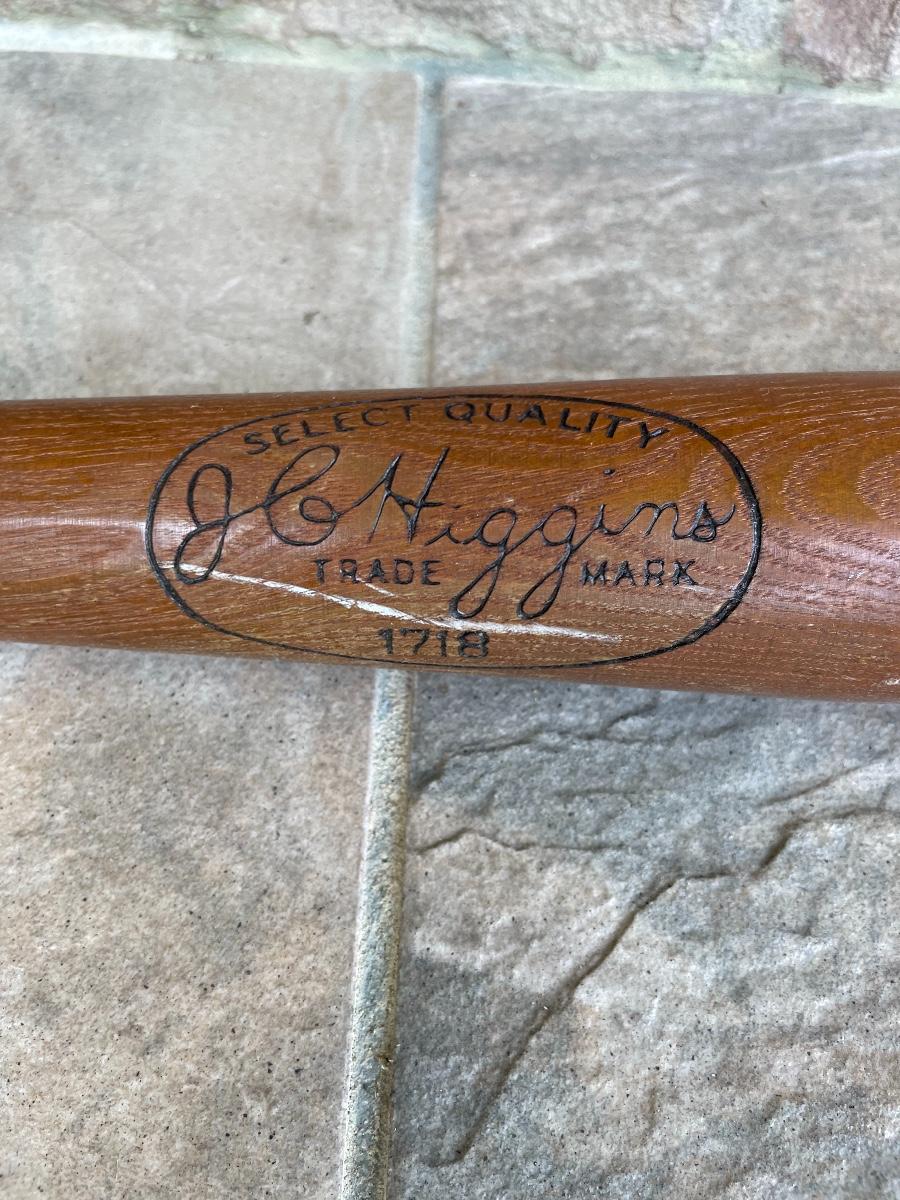 SELECT QUALITY
J C Higgins
TRADE MARK
1718